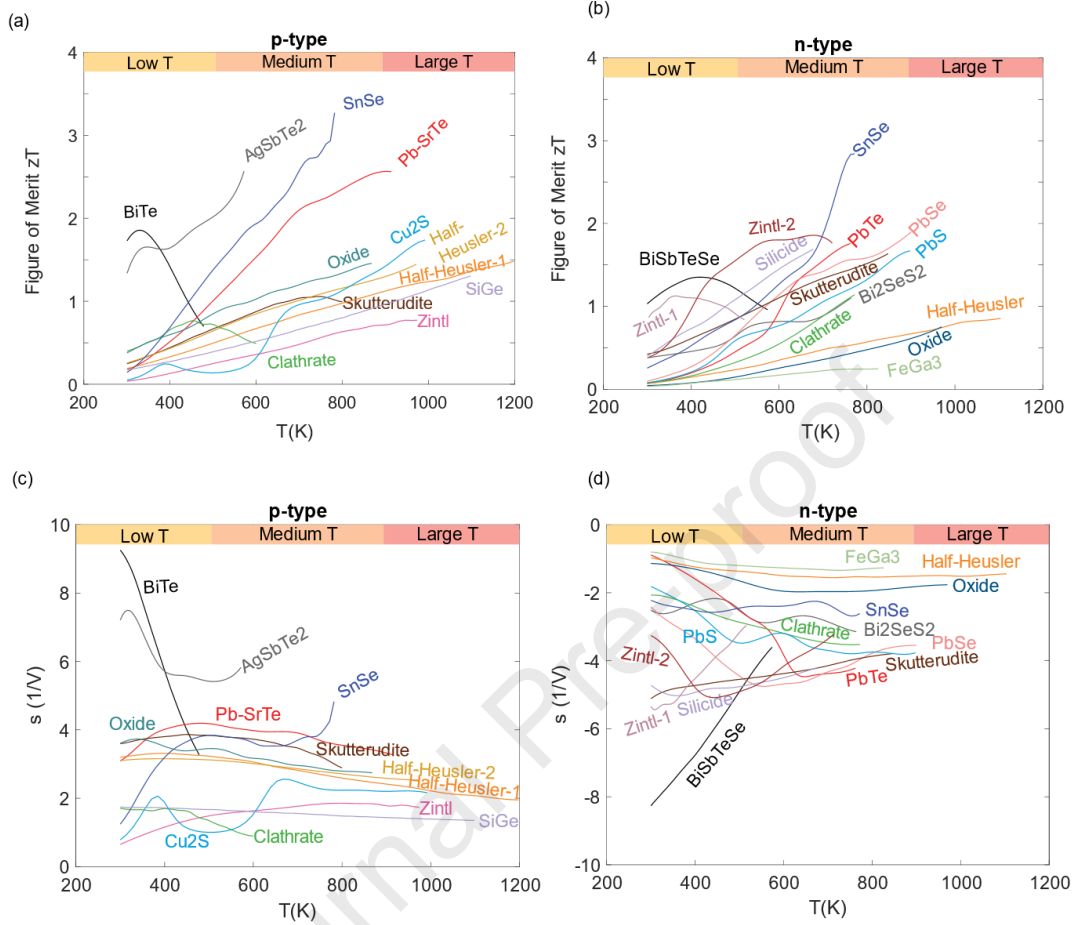 (a)
p-type
Low T Medium T Large T
4
3
2
1
0
200 400 600 800 1000 1200
Figure of Merit zT
T(K)
BiTe
AgSbTe2
SnSe
Pb-SrTe
Cu2S
Half-
Heusler-2
Oxide
Half-Heusler-1
Skutterudite
SiGe
Zintl
Clathrate
(b)
n-type
Low T Medium T Large T
4
3
2
1
0
200 400 600 800 1000 1200
Figure of Merit zT
T(K)
SnSe
Zintl-2
PbTe
PbSe
PbS
Silicide
BiSbTeSe
Skutterudite
Zintl-1
Bi2SeS2
Clathrate
Half-Heusler
Oxide
FeGa3
(c)
p-type
Low T Medium T Large T
10
8
6
4
2
0
200 400 600 800 1000 1200
s (1/V)
T(K)
BiTe
AgSbTe2
SnSe
Pb-SrTe
Oxide
Skutterudite
Half-Heusler-2
Half-Heusler-1
Zintl
SiGe
Cu2S
Clathrate
(d)
n-type
Low T Medium T Large T
0
-2
-4
-6
-8
-10
200 400 600 800 1000 1200
s (1/V)
T(K)
FeGa3
Half-Heusler
Oxide
SnSe
Bi2SeS2
Clathrate
PbS
PbSe
Zintl-2
Skutterudite
PbTe
Silicide
Zintl-1
BiSbTeSe
rnal Pre-proof